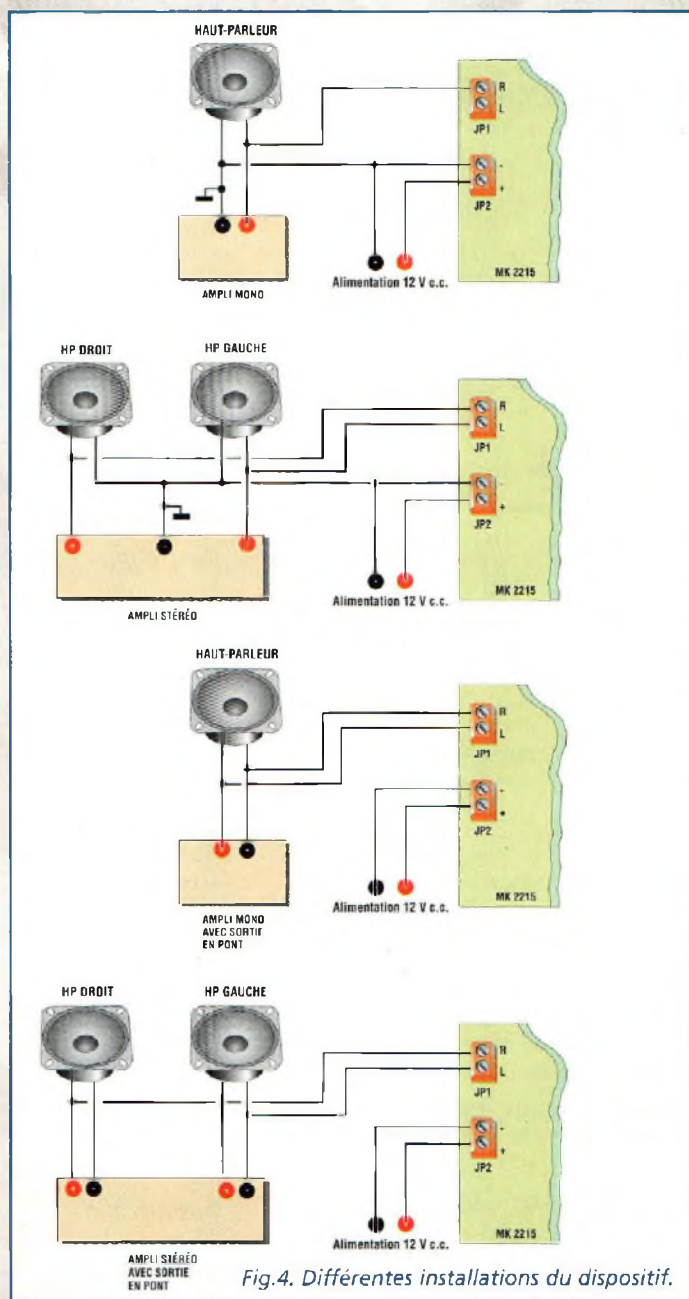 HAUT-PARLEUR
R
L
JP1
-
+
JP2
MK 2215
Alimentation 12 V c.c.
AMPLI MONO
HP DROIT
HP GAUCHE
R
L
JP1
-
+
JP2
MK 2215
Alimentation 12 V c.c.
AMPLI STÉRÉO
HAUT-PARLEUR
R
L
JP1
-
+
JP2
MK 2215
Alimentation 12 V c.c.
AMPLI MONO
AVEC SORTIE
EN PONT
HP DROIT
HP GAUCHE
R
L
JP1
-
+
JP2
MK 2215
Alimentation 12 V c.c.
AMPLI STÉRÉO
AVEC SORTIE
EN PONT
Fig.4. Différentes installations du dispositif.